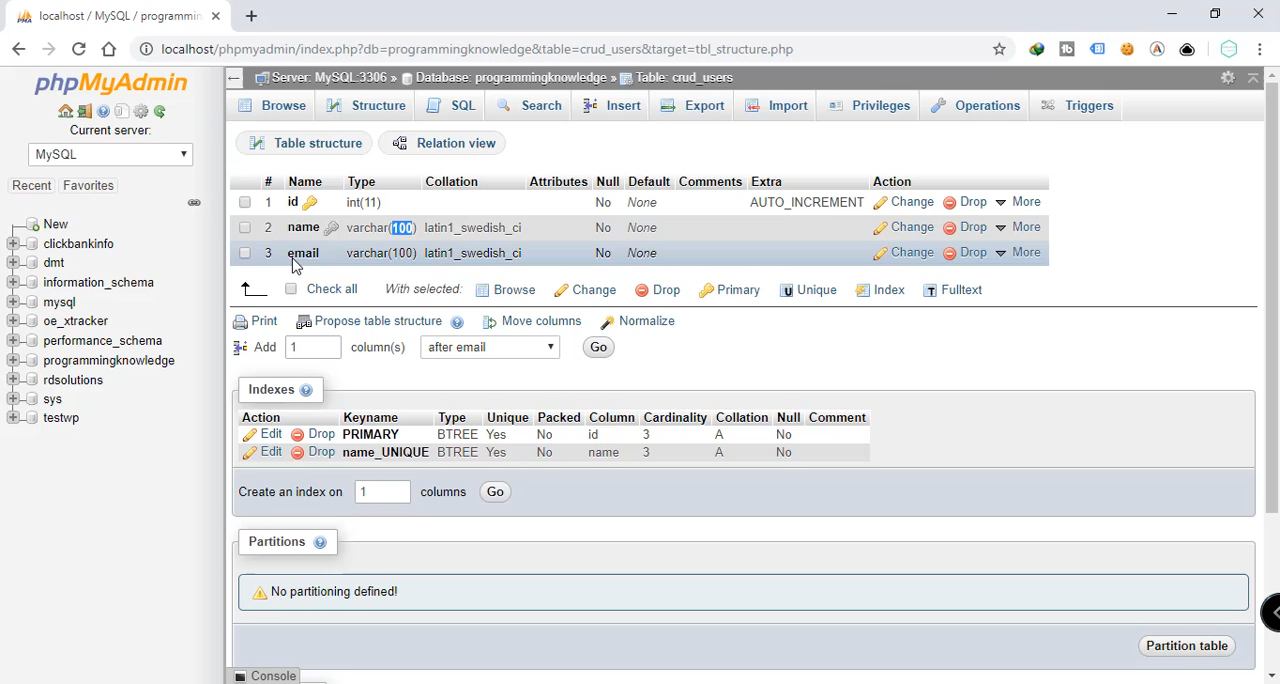 localhost / MySQL / programmin
localhost/phpmyadmin/index.php?db=programmingknowledge&table=crud_users&target=tbl_structure.php
phpMyAdmin
Current server:
MySQL
Recent Favorites
New
clickbankinfo
dmt
information_schema
mysql
oe_xtracker
performance_schema
programmingknowledge
rdsolutions
sys
testwp
Server: MySQL:3306 » Database: programmingknowledge » Table: crud_users
Browse Structure SQL Search Insert Export Import Privileges Operations Triggers
Table structure Relation view
# Name Type Collation Attributes Null Default Comments Extra Action
1 id int(11) No None AUTO_INCREMENT Change Drop More
2 name varchar(100) latin1_swedish_ci No None Change Drop More
3 email varchar(100) latin1_swedish_ci No None Change Drop More
Check all With selected: Browse Change Drop Primary Unique Index Fulltext
Print Propose table structure Move columns Normalize
Add 1 column(s) after email Go
Indexes
Action Keyname Type Unique Packed Column Cardinality Collation Null Comment
Edit Drop PRIMARY BTREE Yes No id 3 A No
Edit Drop name_UNIQUE BTREE Yes No name 3 A No
Create an index on 1 columns Go
Partitions
No partitioning defined!
Partition table
Console